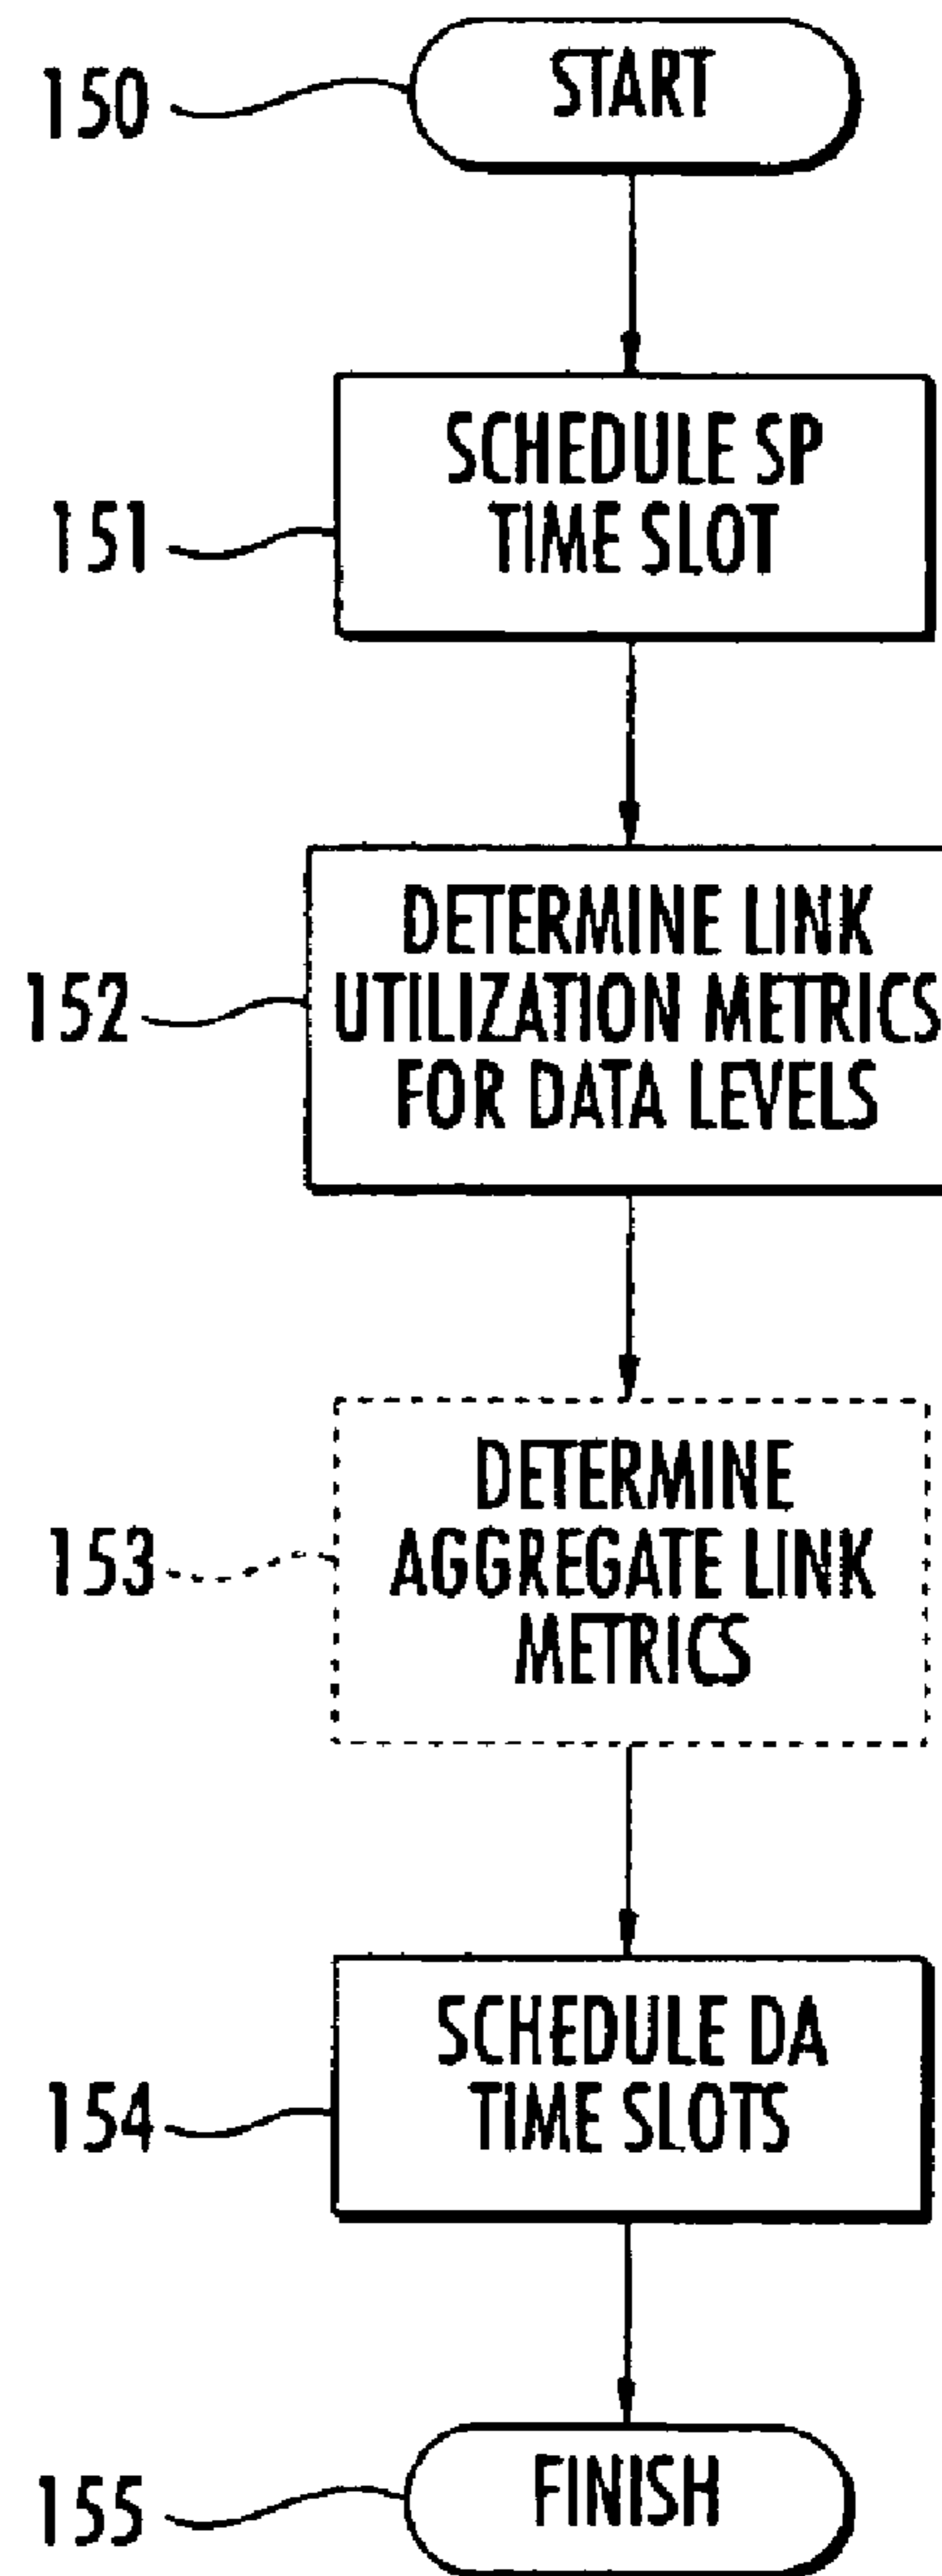 150
START
151
SCHEDULE SP
TIME SLOT
152
DETERMINE LINK
UTILIZATION METRICS
FOR DATA LEVELS
153
DETERMINE
AGGREGATE LINK
METRICS
154
SCHEDULE DA
TIME SLOTS
155
FINISH